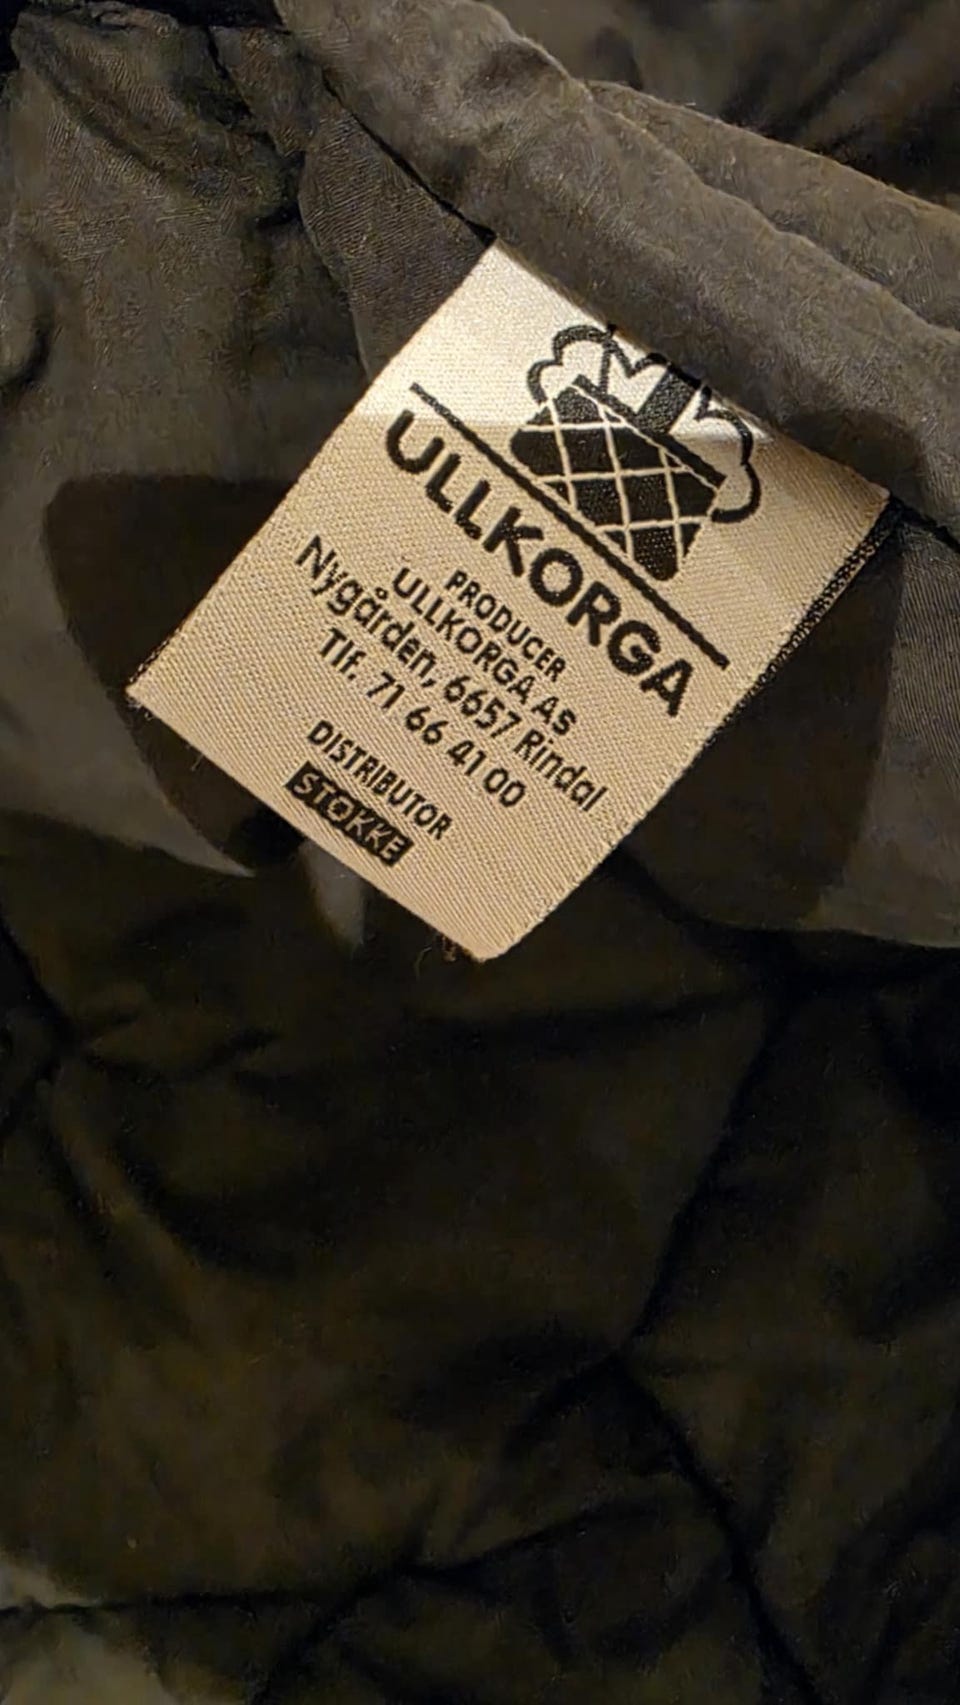 ULLKORGA
PRODUCER
ULLKORGA AS
Nygården, 6657 Rindal
Tlf. 71 66 41 00
DISTRIBUTOR
STOKKE